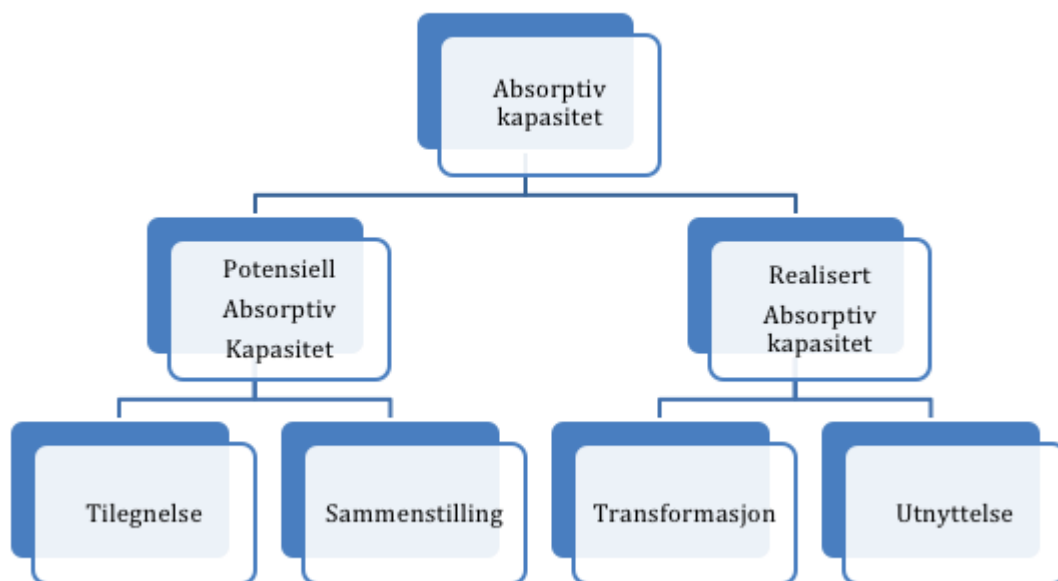 Absorptiv
kapasitet
Potensiell
Absorptiv
Kapasitet
Realisert
Absorptiv
kapasitet
Tilegnelse
Sammenstilling
Transformasjon
Utnyttelse